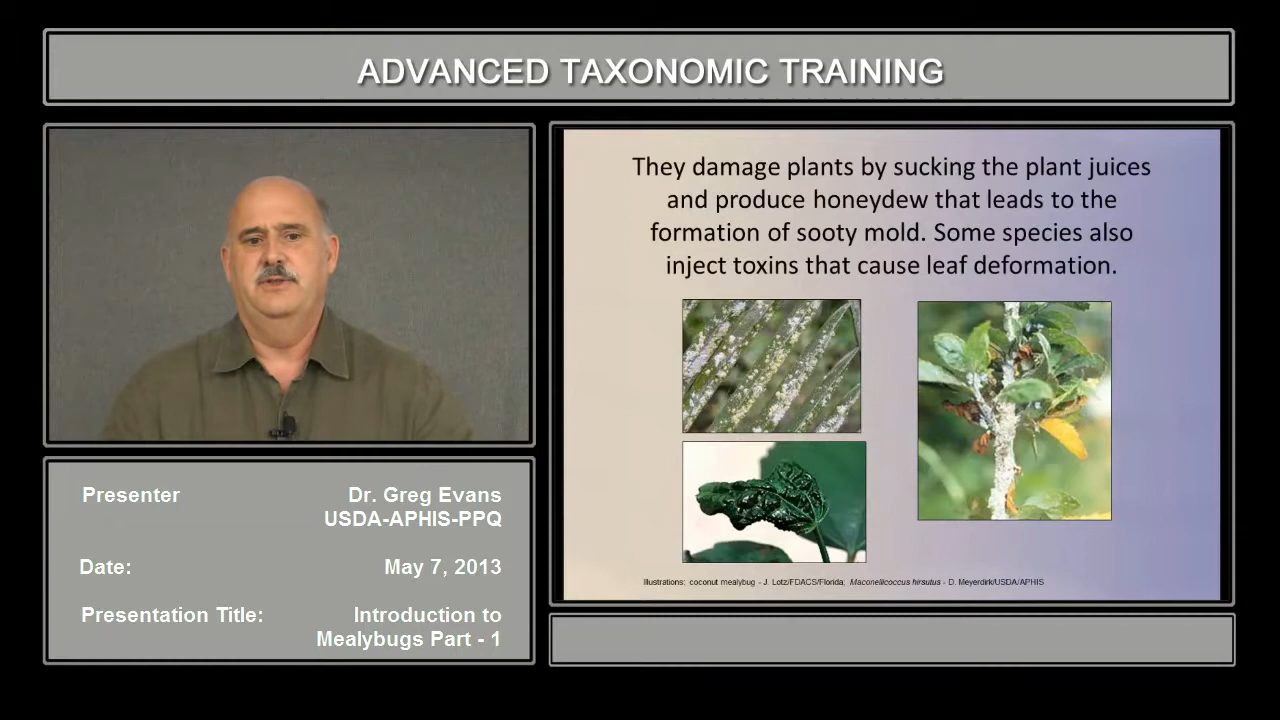 ADVANCED TAXONOMIC TRAINING
They damage plants by sucking the plant juices
and produce honeydew that leads to the
formation of sooty mold. Some species also
inject toxins that cause leaf deformation.
Illustrations: coconut mealybug - J. Lotz/FDACS/Florida; Maconellicoccus hirsutus - D. Meyerdirk/USDA/APHIS
Presenter Dr. Greg Evans
USDA-APHIS-PPQ
Date: May 7, 2013
Presentation Title: Introduction to
Mealybugs Part - 1